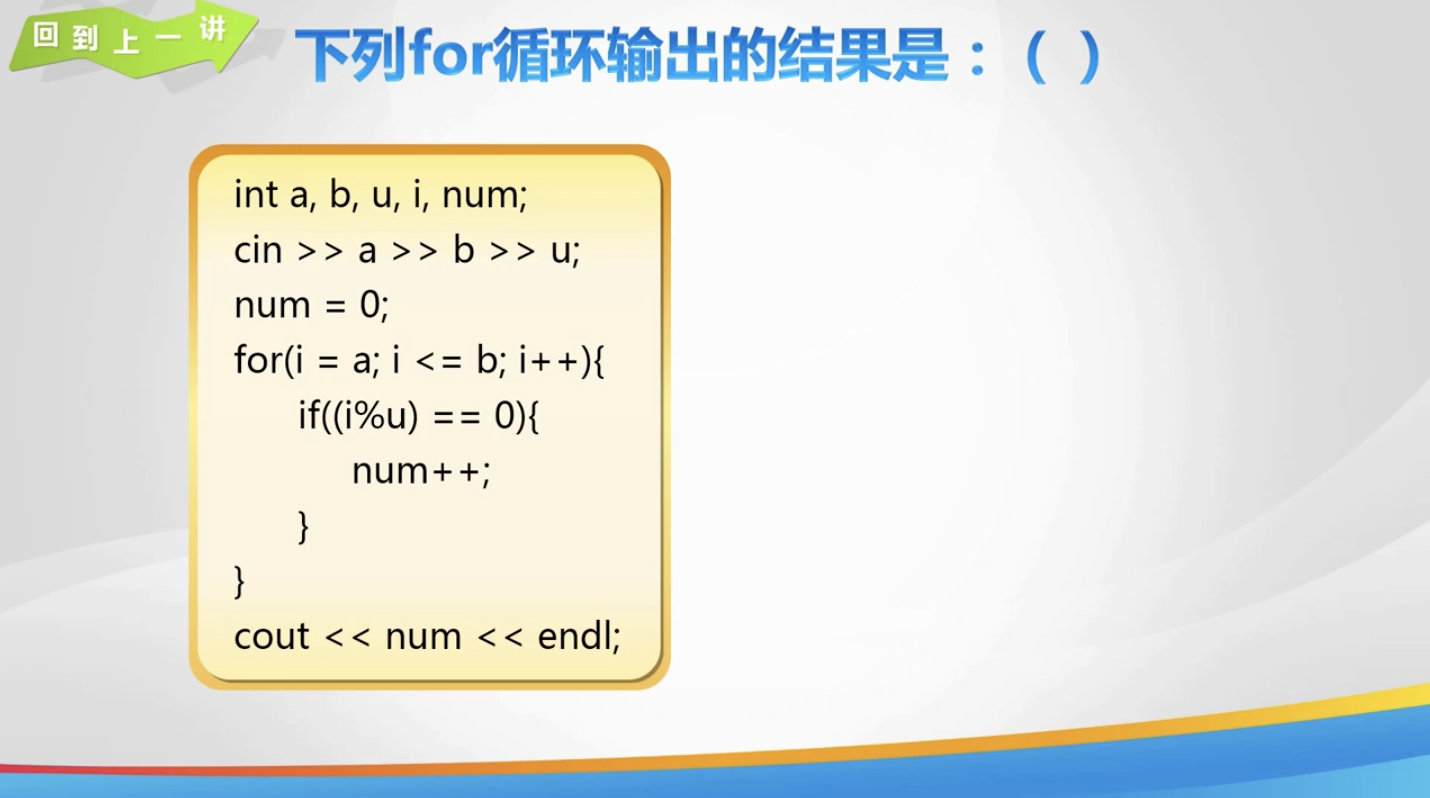 回到上一讲
下列for循环输出的结果是：（ ）
int a, b, u, i, num;
cin >> a >> b >> u;
num = 0;
for(i = a; i <= b; i++){
if((i%u) == 0){
num++;
}
}
cout << num << endl;